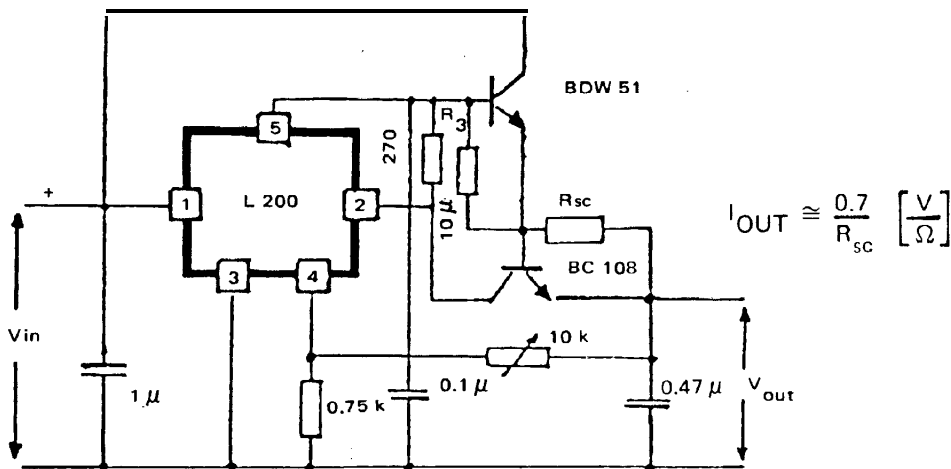 BDW 51
5
R3
270
+
1
L 200
2
10 μ
Rsc
IOUT ≅ 0.7/Rsc [V/Ω]
3
4
BC 108
Vin
10 k
1 μ
0.75 k
0.1 μ
0.47 μ
Vout